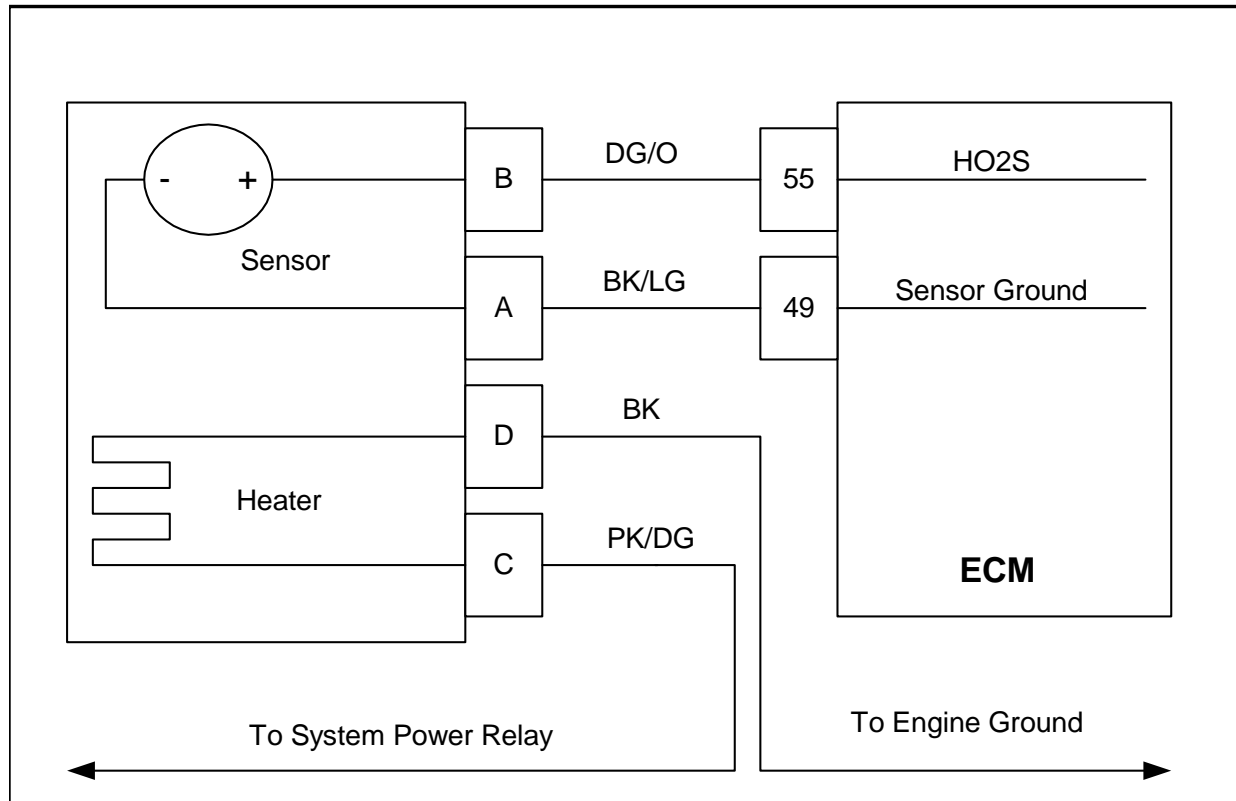 - +
B
DG/O
55
HO2S
Sensor
A
BK/LG
49
Sensor Ground
D
BK
Heater
C
PK/DG
ECM
To System Power Relay
To Engine Ground